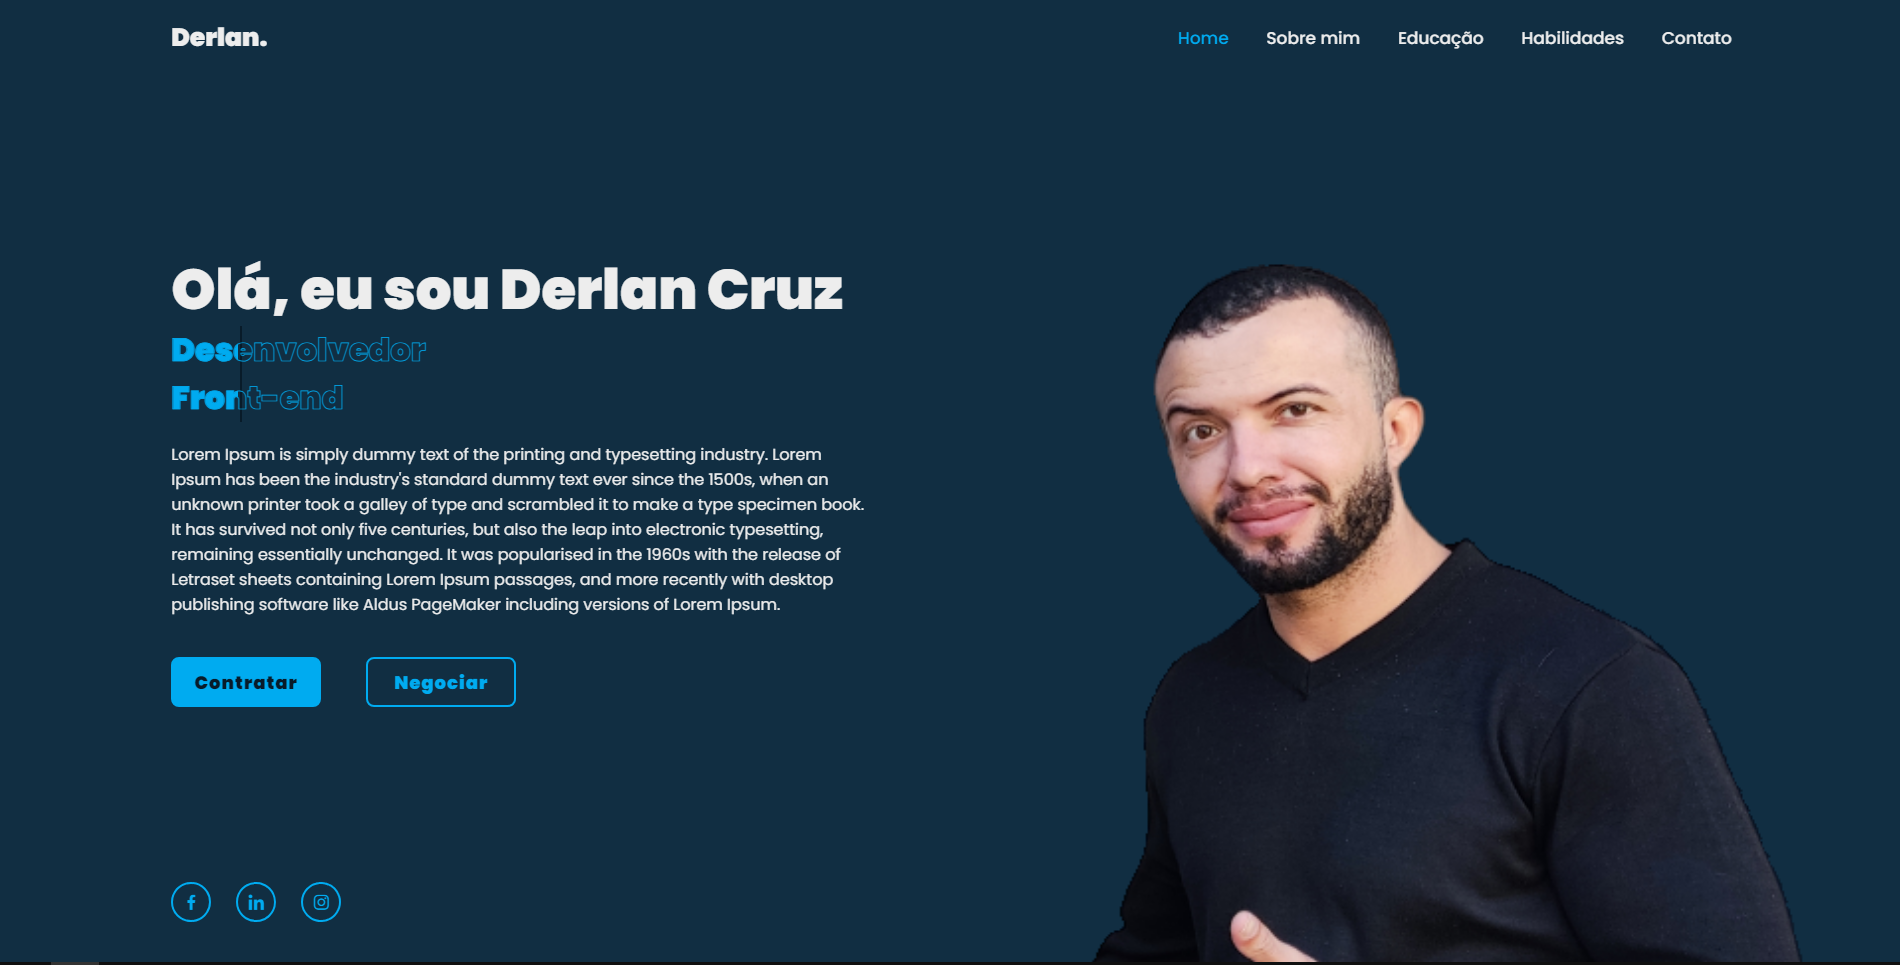 Derlan.
Home Sobre mim Educação Habilidades Contato
Olá, eu sou Derlan Cruz
Desenvolvedor
Front-end
Lorem Ipsum is simply dummy text of the printing and typesetting industry. Lorem
Ipsum has been the industry's standard dummy text ever since the 1500s, when an
unknown printer took a galley of type and scrambled it to make a type specimen book.
It has survived not only five centuries, but also the leap into electronic typesetting,
remaining essentially unchanged. It was popularised in the 1960s with the release of
Letraset sheets containing Lorem Ipsum passages, and more recently with desktop
publishing software like Aldus PageMaker including versions of Lorem Ipsum.
Contratar Negociar